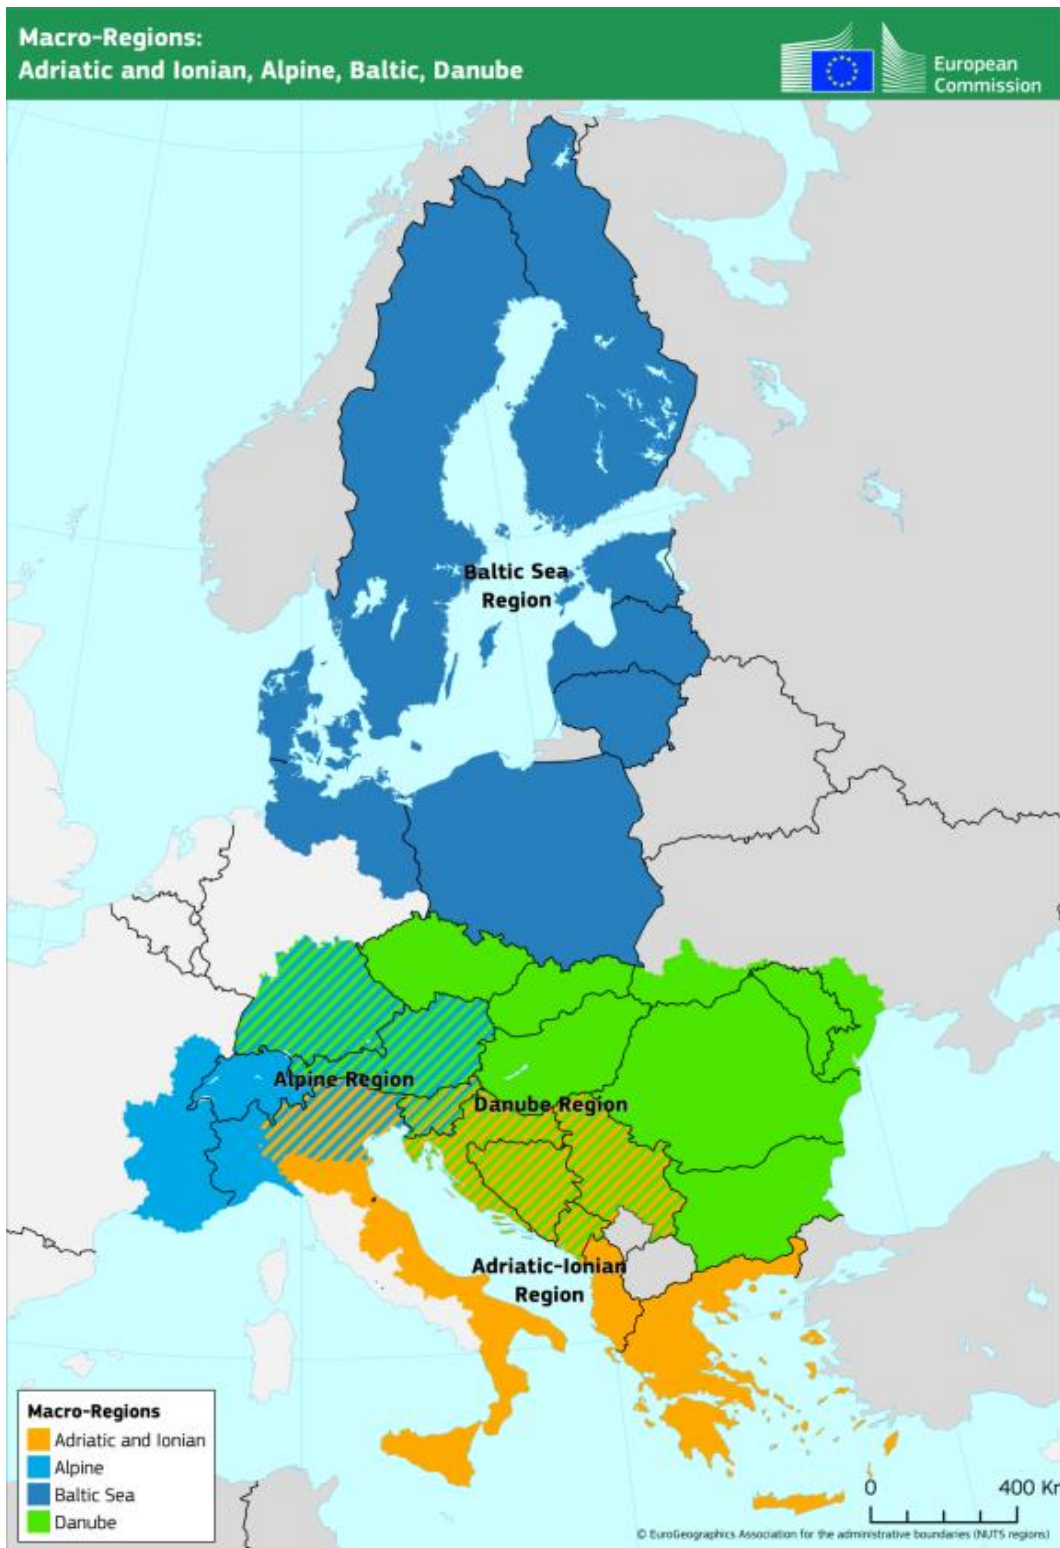 Macro-Regions:
Adriatic and Ionian, Alpine, Baltic, Danube
European
Commission
Baltic Sea
Region
Alpine Region
Danube Region
Adriatic-Ionian
Region
Macro-Regions
Adriatic and Ionian
Alpine
Baltic Sea
Danube
0 400 Kr
© EuroGeographics Association for the administrative boundaries (NUTS regions)